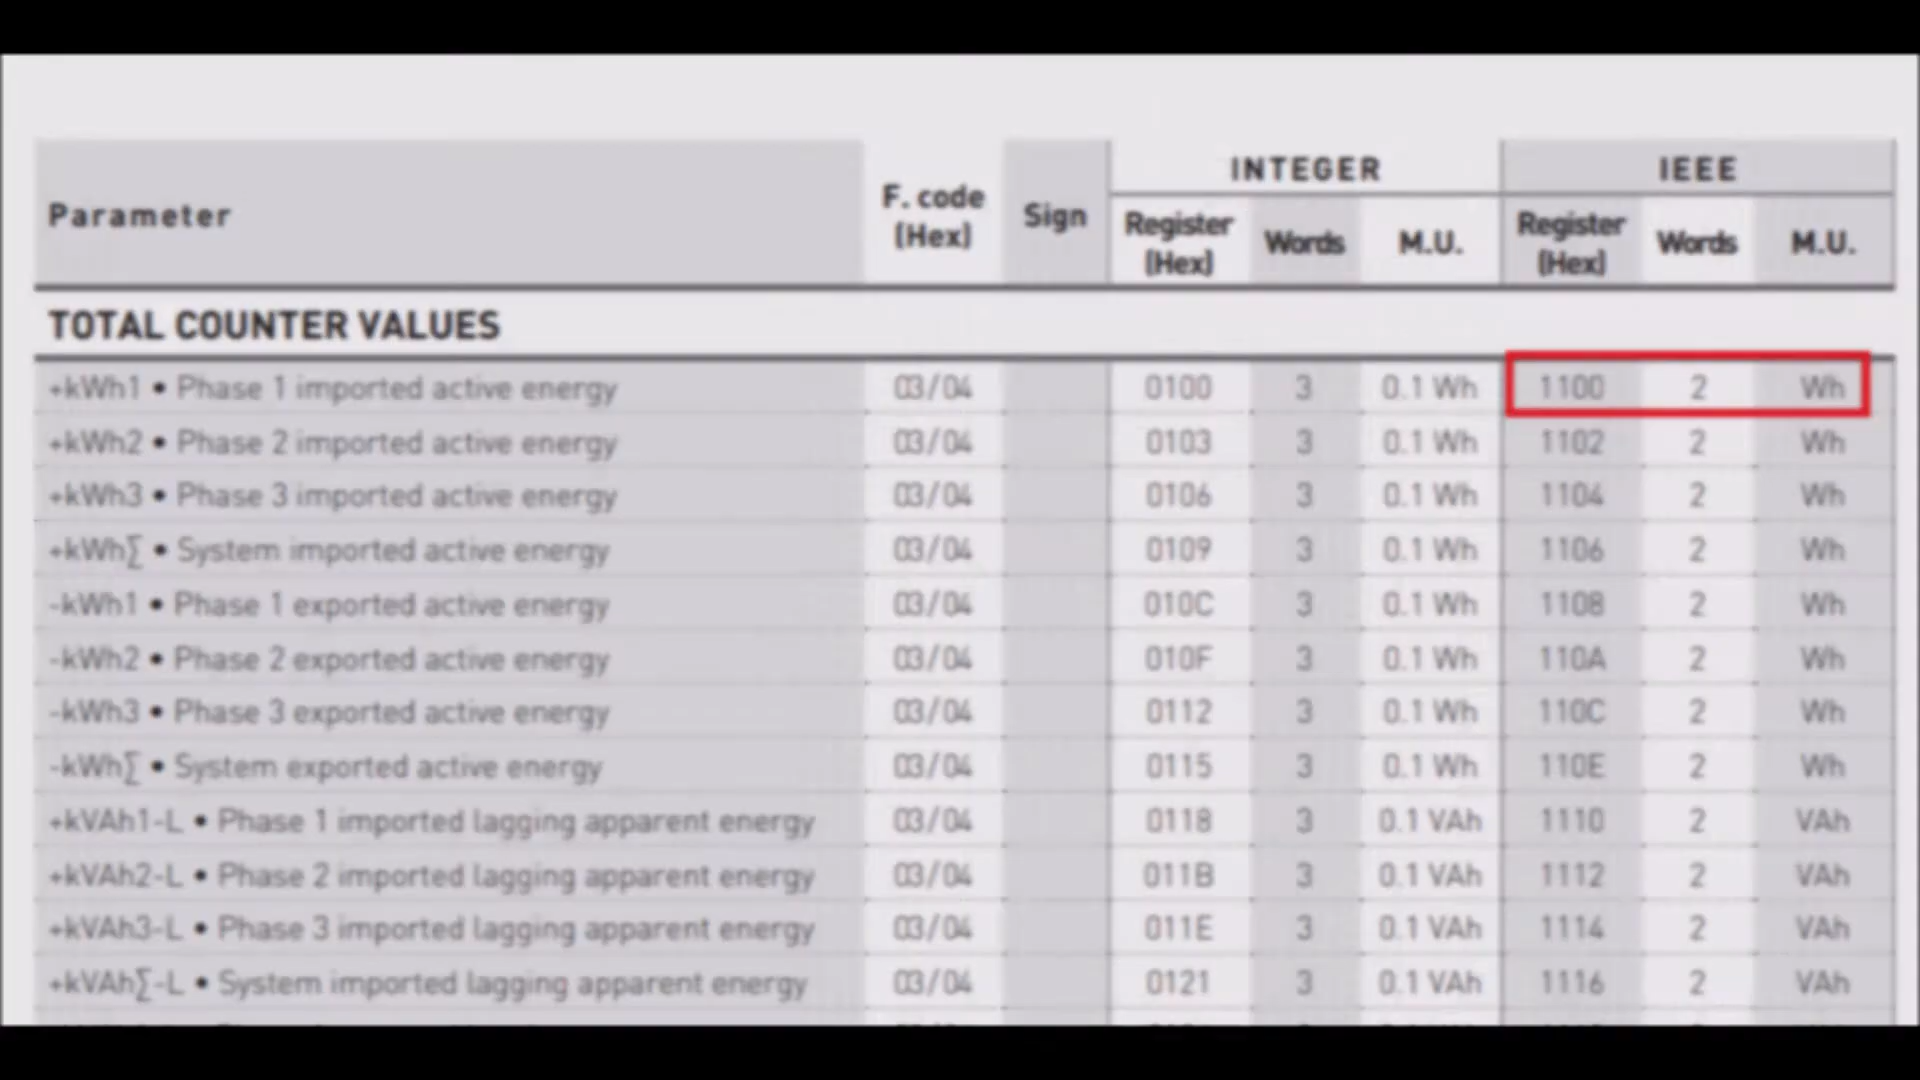 Parameter F. code (Hex) Sign INTEGER IEEE
Register (Hex) Words M.U. Register (Hex) Words M.U.
TOTAL COUNTER VALUES
+kWh1 • Phase 1 imported active energy 03/04 0100 3 0.1 Wh 1100 2 Wh
+kWh2 • Phase 2 imported active energy 03/04 0103 3 0.1 Wh 1102 2 Wh
+kWh3 • Phase 3 imported active energy 03/04 0106 3 0.1 Wh 1104 2 Wh
+kWh∑ • System imported active energy 03/04 0109 3 0.1 Wh 1106 2 Wh
-kWh1 • Phase 1 exported active energy 03/04 010C 3 0.1 Wh 1108 2 Wh
-kWh2 • Phase 2 exported active energy 03/04 010F 3 0.1 Wh 110A 2 Wh
-kWh3 • Phase 3 exported active energy 03/04 0112 3 0.1 Wh 110C 2 Wh
-kWh∑ • System exported active energy 03/04 0115 3 0.1 Wh 110E 2 Wh
+kVAh1-L • Phase 1 imported lagging apparent energy 03/04 0118 3 0.1 VAh 1110 2 VAh
+kVAh2-L • Phase 2 imported lagging apparent energy 03/04 011B 3 0.1 VAh 1112 2 VAh
+kVAh3-L • Phase 3 imported lagging apparent energy 03/04 011E 3 0.1 VAh 1114 2 VAh
+kVAh∑-L • System imported lagging apparent energy 03/04 0121 3 0.1 VAh 1116 2 VAh